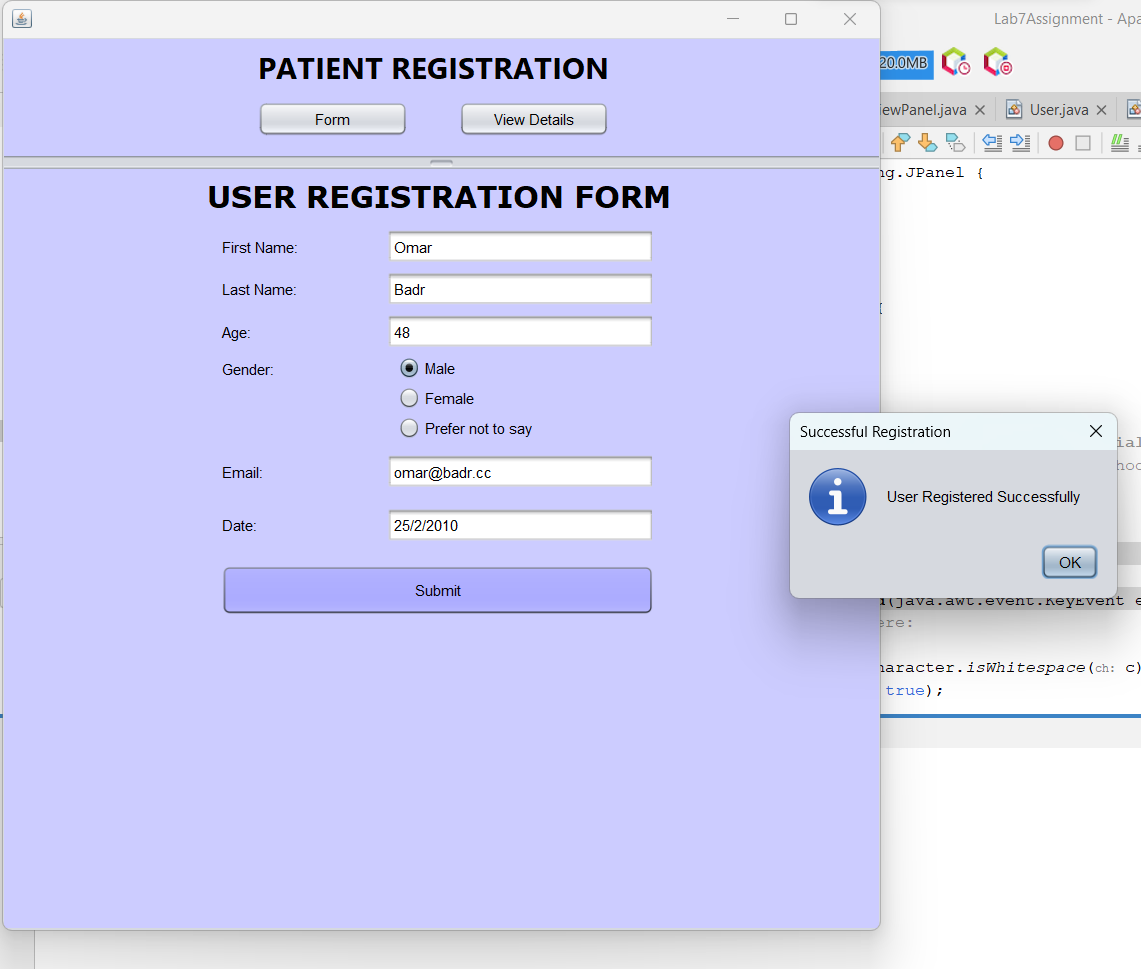 Lab7Assignment - Apa
PATIENT REGISTRATION
20.0MB
Form
View Details
iewPanel.java
User.java
ng.JPanel {
USER REGISTRATION FORM
First Name:
Omar
Last Name:
Badr
{
Age:
48
Gender:
Male
Female
Prefer not to say
Successful Registration
User Registered Successfully
OK
Email:
omar@badr.cc
Date:
25/2/2010
Submit
(java.awt.event.KeyEvent e
ere:
haracter.isWhitespace(ch: c)
true);